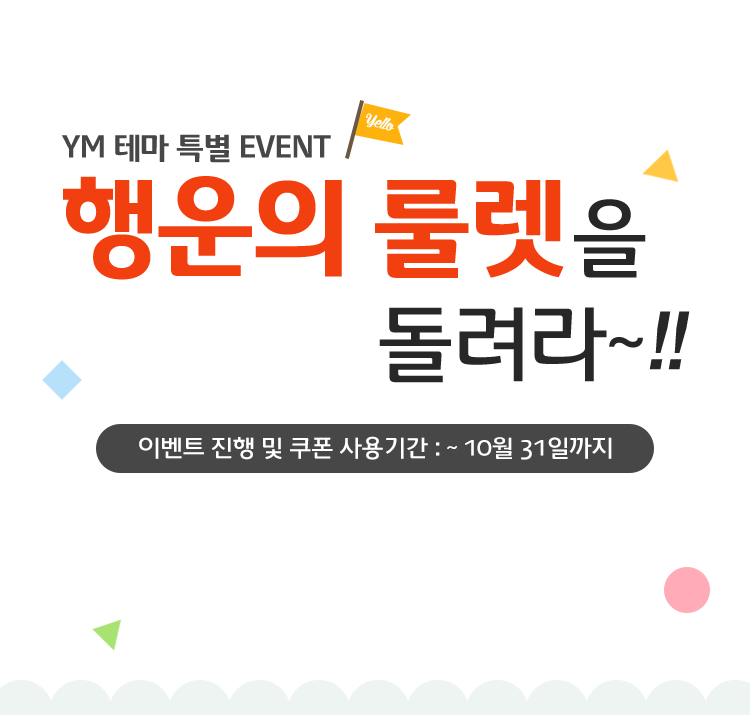 Yello
YM 테마 특별 EVENT
행운의 룰렛을
돌려라~!!
이벤트 진행 및 쿠폰 사용기간 : ~ 10월 31일까지